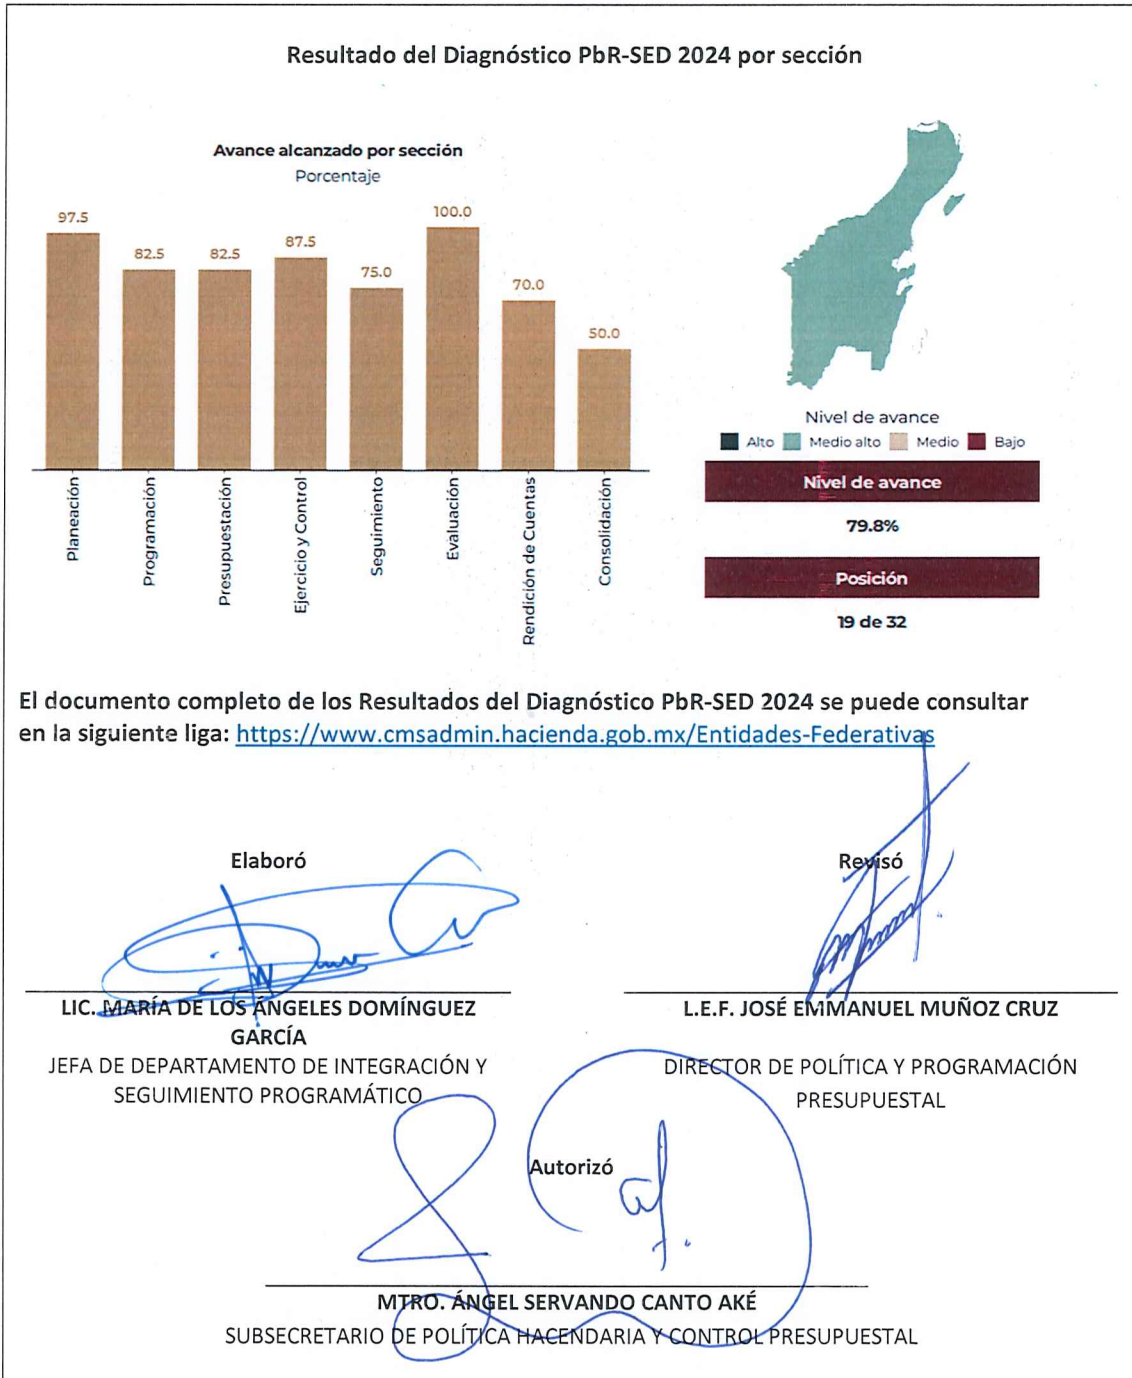 Resultado del Diagnóstico PbR-SED 2024 por sección
Avance alcanzado por sección
Porcentaje
97.5
82.5
82.5
87.5
75.0
100.0
70.0
50.0
Planeación
Programación
Presupuestación
Ejercicio y Control
Seguimiento
Evaluación
Rendición de Cuentas
Consolidación
Nivel de avance
Alto Medio alto Medio Bajo
Nivel de avance
79.8%
Posición
19 de 32
El documento completo de los Resultados del Diagnóstico PbR-SED 2024 se puede consultar
en la siguiente liga: https://www.cmsadmin.hacienda.gob.mx/Entidades-Federativas
Elaboró
LIC. MARÍA DE LOS ÁNGELES DOMÍNGUEZ
GARCÍA
JEFA DE DEPARTAMENTO DE INTEGRACIÓN Y
SEGUIMIENTO PROGRAMÁTICO
Revisó
L.E.F. JOSÉ EMMANUEL MUÑOZ CRUZ
DIRECTOR DE POLÍTICA Y PROGRAMACIÓN
PRESUPUESTAL
Autorizó
MTRO. ÁNGEL SERVANDO CANTO AKÉ
SUBSECRETARIO DE POLÍTICA HACENDARIA Y CONTROL PRESUPUESTAL